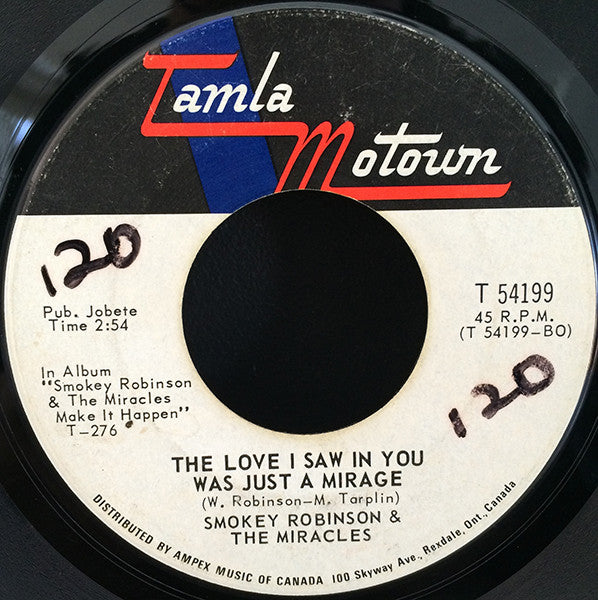 Tamla
Motown
120
Pub. Jobete
Time 2:54
T 54199
45 R.P.M.
(T 54199-BO)
In Album
"Smokey Robinson
& The Miracles
Make It Happen"
T-276
120
THE LOVE I SAW IN YOU
WAS JUST A MIRAGE
(W. Robinson-M. Tarplin)
SMOKEY ROBINSON &
THE MIRACLES
DISTRIBUTED BY AMPEX MUSIC OF CANADA 100 Skyway Ave., Rexdale, Ont., Canada